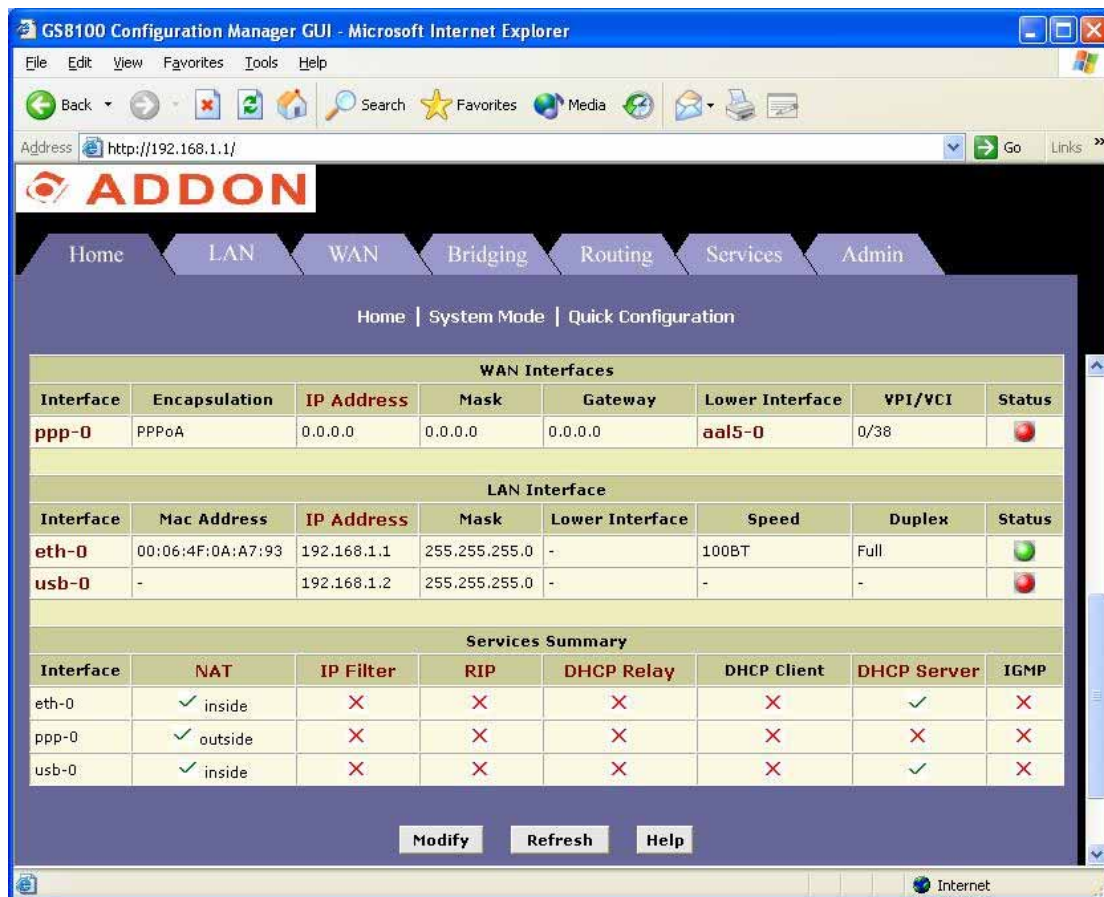 GS8100 Configuration Manager GUI - Microsoft Internet Explorer
File Edit View Favorites Tools Help
Back Search Favorites Media
Address http://192.168.1.1/ Go Links »
ADDON
Home LAN WAN Bridging Routing Services Admin
Home | System Mode | Quick Configuration
WAN Interfaces
Interface Encapsulation IP Address Mask Gateway Lower Interface VPI/VCI Status
ppp-0 PPPoA 0.0.0.0 0.0.0.0 0.0.0.0 aal5-0 0/38
LAN Interface
Interface Mac Address IP Address Mask Lower Interface Speed Duplex Status
eth-0 00:06:4F:0A:A7:93 192.168.1.1 255.255.255.0 - 100BT Full
usb-0 - 192.168.1.2 255.255.255.0 - - -
Services Summary
Interface NAT IP Filter RIP DHCP Relay DHCP Client DHCP Server IGMP
eth-0 ✓ inside ✗ ✗ ✗ ✗ ✓ ✗
ppp-0 ✓ outside ✗ ✗ ✗ ✗ ✗ ✗
usb-0 ✓ inside ✗ ✗ ✗ ✗ ✓ ✗
Modify Refresh Help
Internet